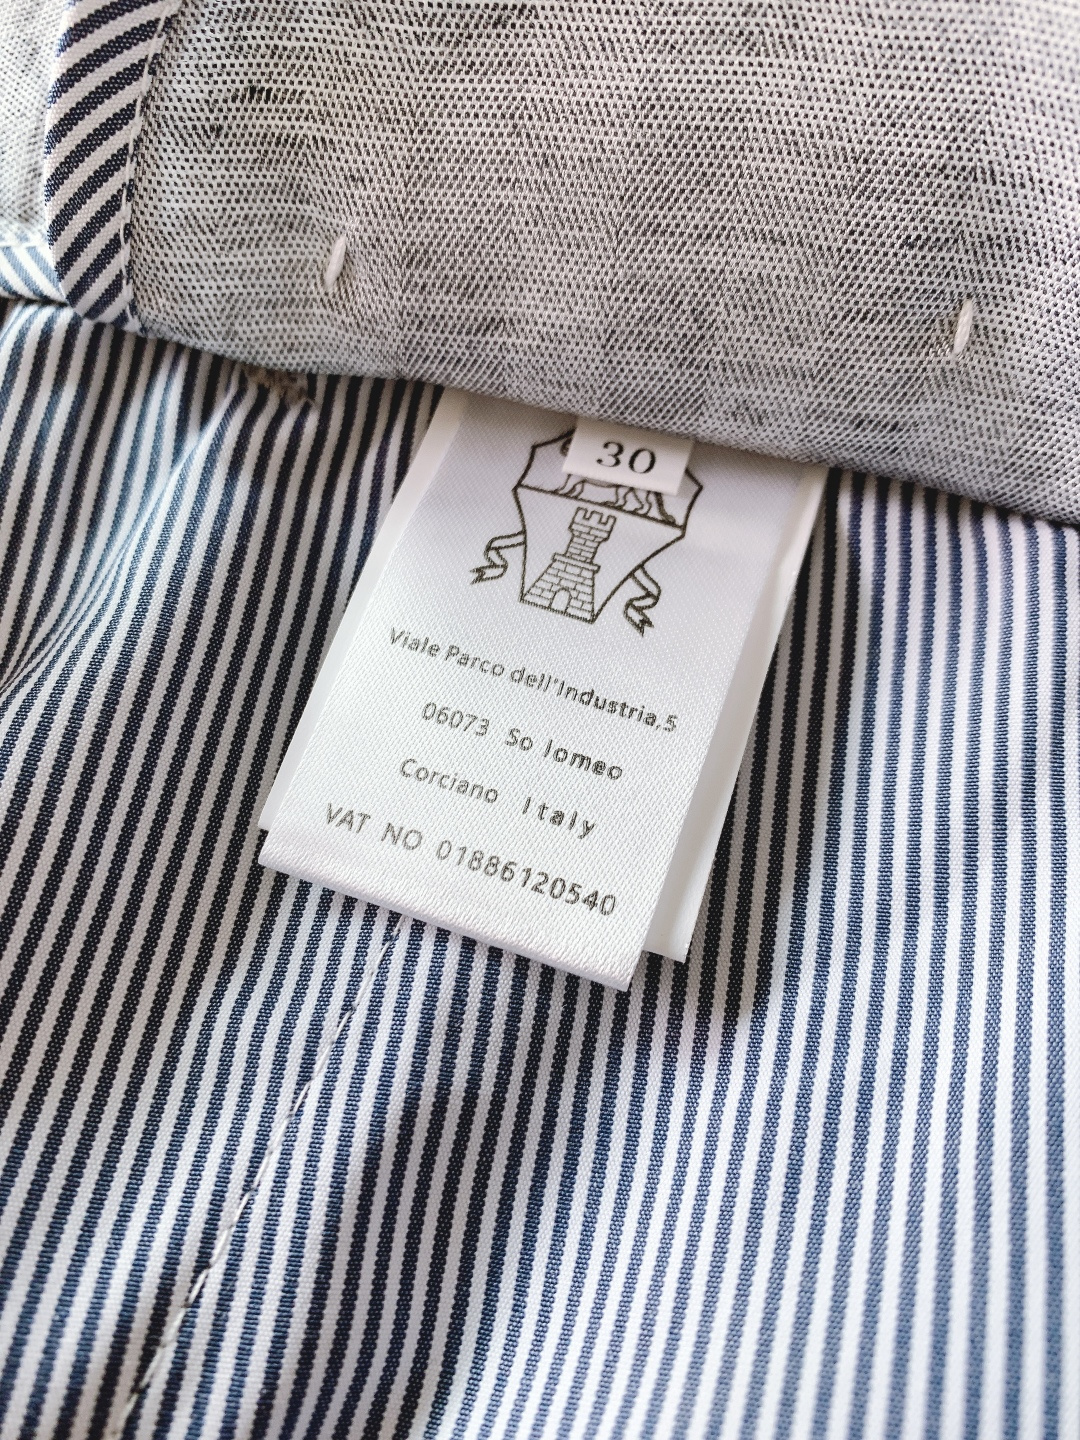 30
Viale Parco dell'Industria,5
06073 So lomeo
Corciano Italy
VAT NO 01886120540